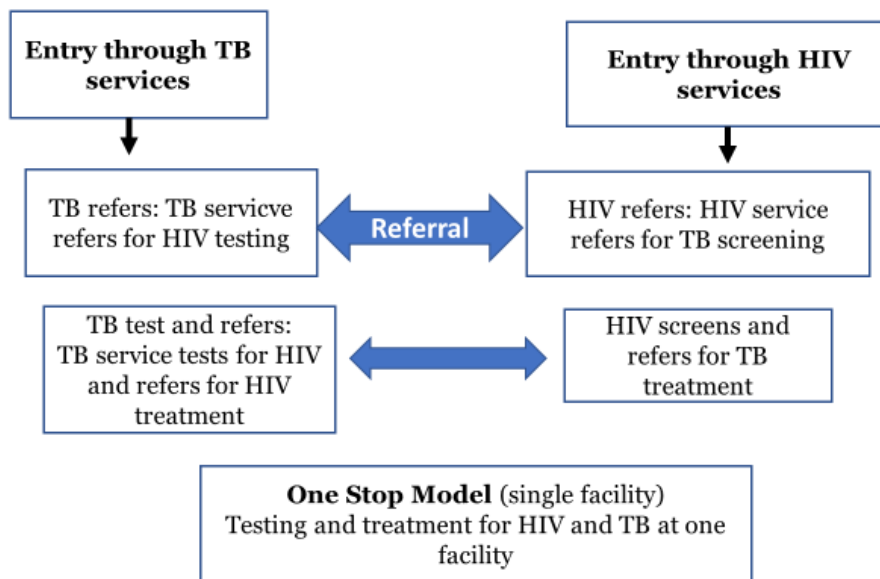 Entry through TB
services
Entry through HIV
services
TB refers: TB servicve
refers for HIV testing
Referral
HIV refers: HIV service
refers for TB screening
TB test and refers:
TB service tests for HIV
and refers for HIV
treatment
HIV screens and
refers for TB
treatment
One Stop Model (single facility)
Testing and treatment for HIV and TB at one
facility